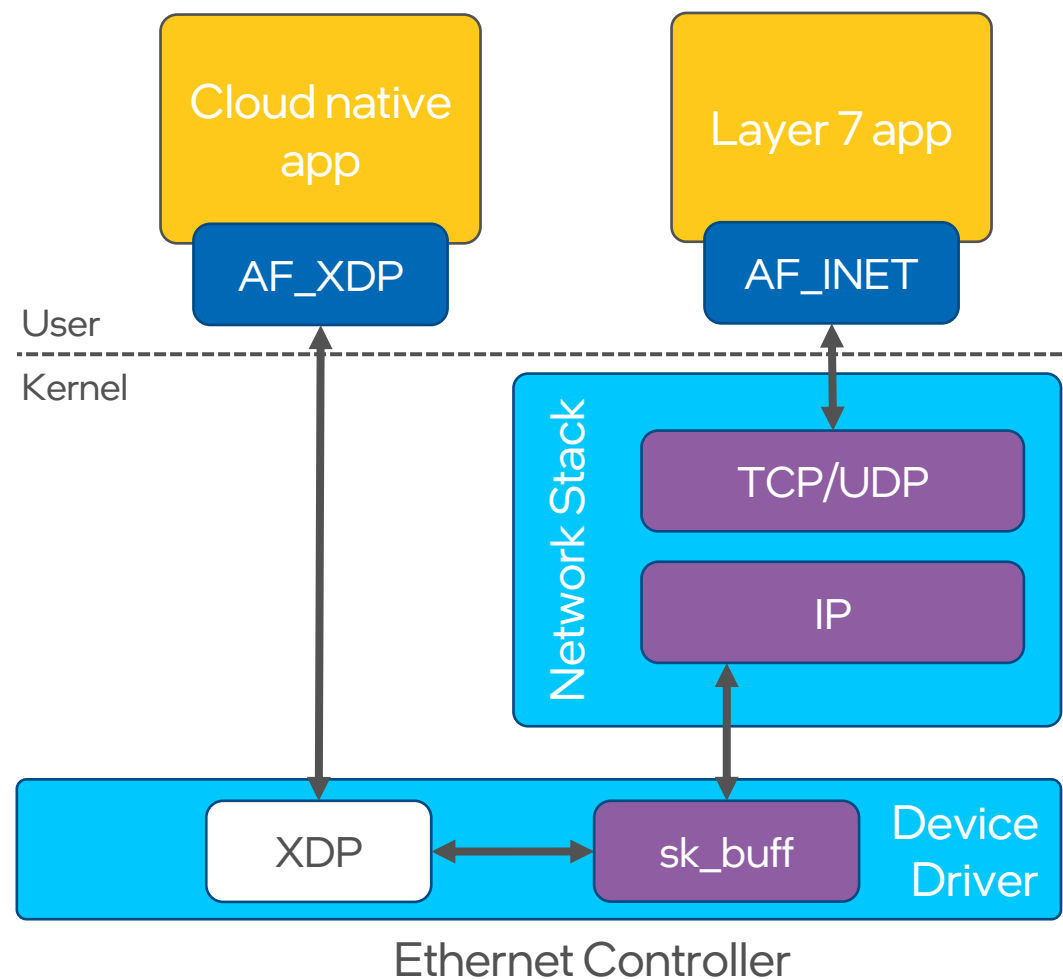 Cloud native
app
Layer 7 app
AF_XDP
AF_INET
User
Kernel
Network Stack
TCP/UDP
IP
XDP
sk_buff
Device
Driver
Ethernet Controller